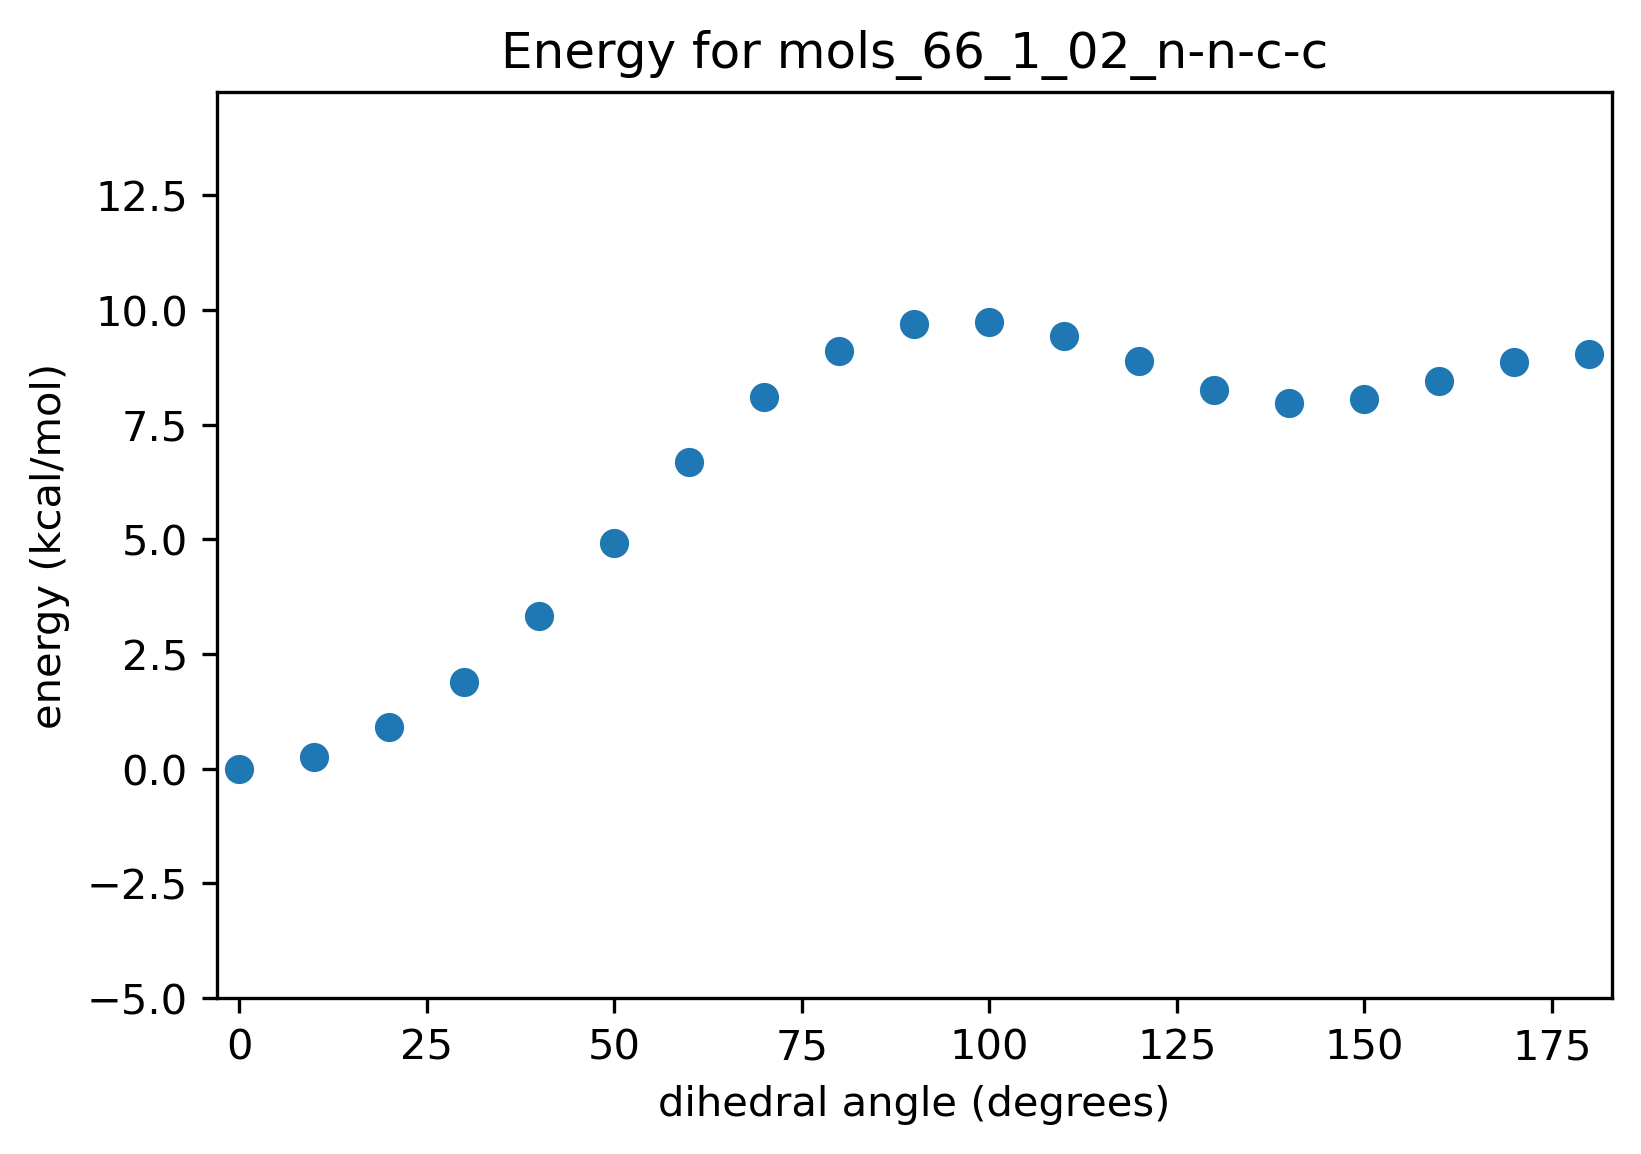 Energy for mols_66_1_02_n-n-c-c
energy (kcal/mol)
12.5
10.0
7.5
5.0
2.5
0.0
−2.5
−5.0
0 25 50 75 100 125 150 175
dihedral angle (degrees)